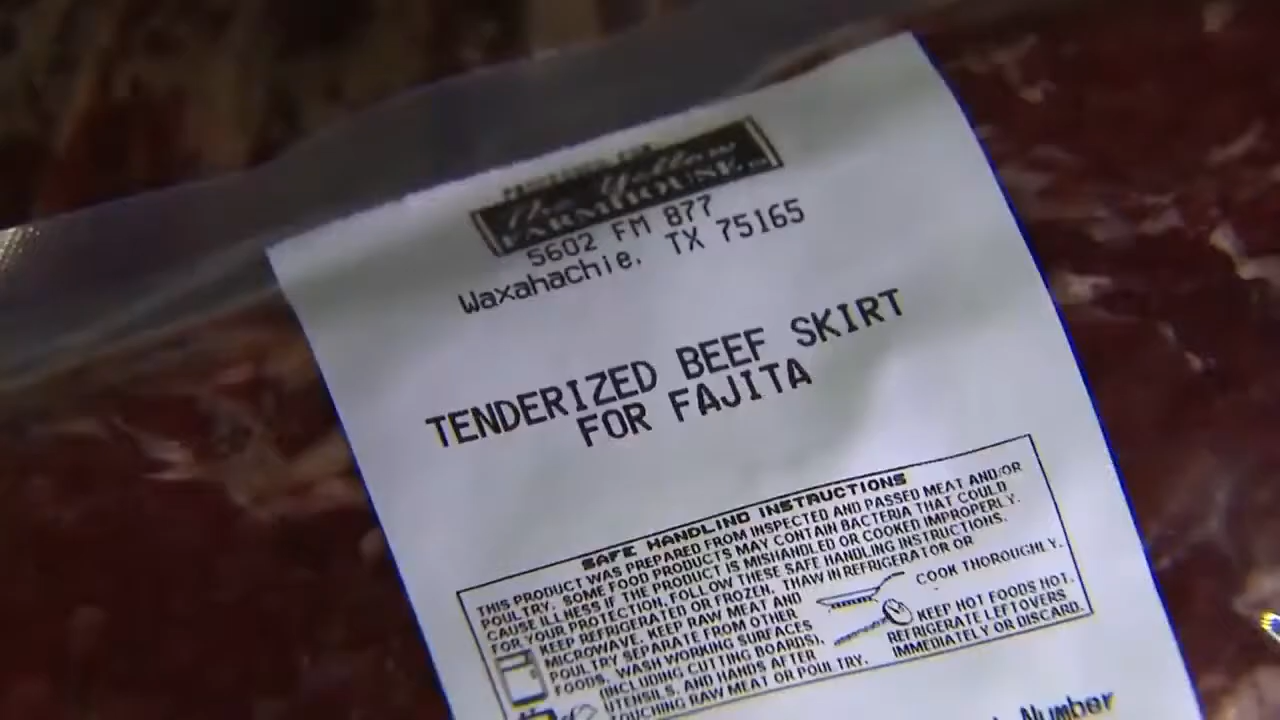 The Yellow
FARMHOUSE
5602 FM 877
Waxahachie, TX 75165
TENDERIZED BEEF SKIRT
FOR FAJITA
SAFE HANDLING INSTRUCTIONS
THIS PRODUCT WAS PREPARED FROM INSPECTED AND PASSED MEAT AND/OR
POULTRY. SOME FOOD PRODUCTS MAY CONTAIN BACTERIA THAT COULD
CAUSE ILLNESS IF THE PRODUCT IS MISHANDLED OR COOKED IMPROPERLY.
FOR YOUR PROTECTION, FOLLOW THESE SAFE HANDLING INSTRUCTIONS.
KEEP REFRIGERATED OR FROZEN. THAW IN REFRIGERATOR OR
MICROWAVE.
KEEP RAW MEAT AND
POULTRY SEPARATE FROM OTHER
FOODS. WASH WORKING SURFACES
(INCLUDING CUTTING BOARDS),
UTENSILS, AND HANDS AFTER
TOUCHING RAW MEAT OR POULTRY.
COOK THOROUGHLY.
KEEP HOT FOODS HOT.
REFRIGERATE LEFTOVERS
IMMEDIATELY OR DISCARD.
Number